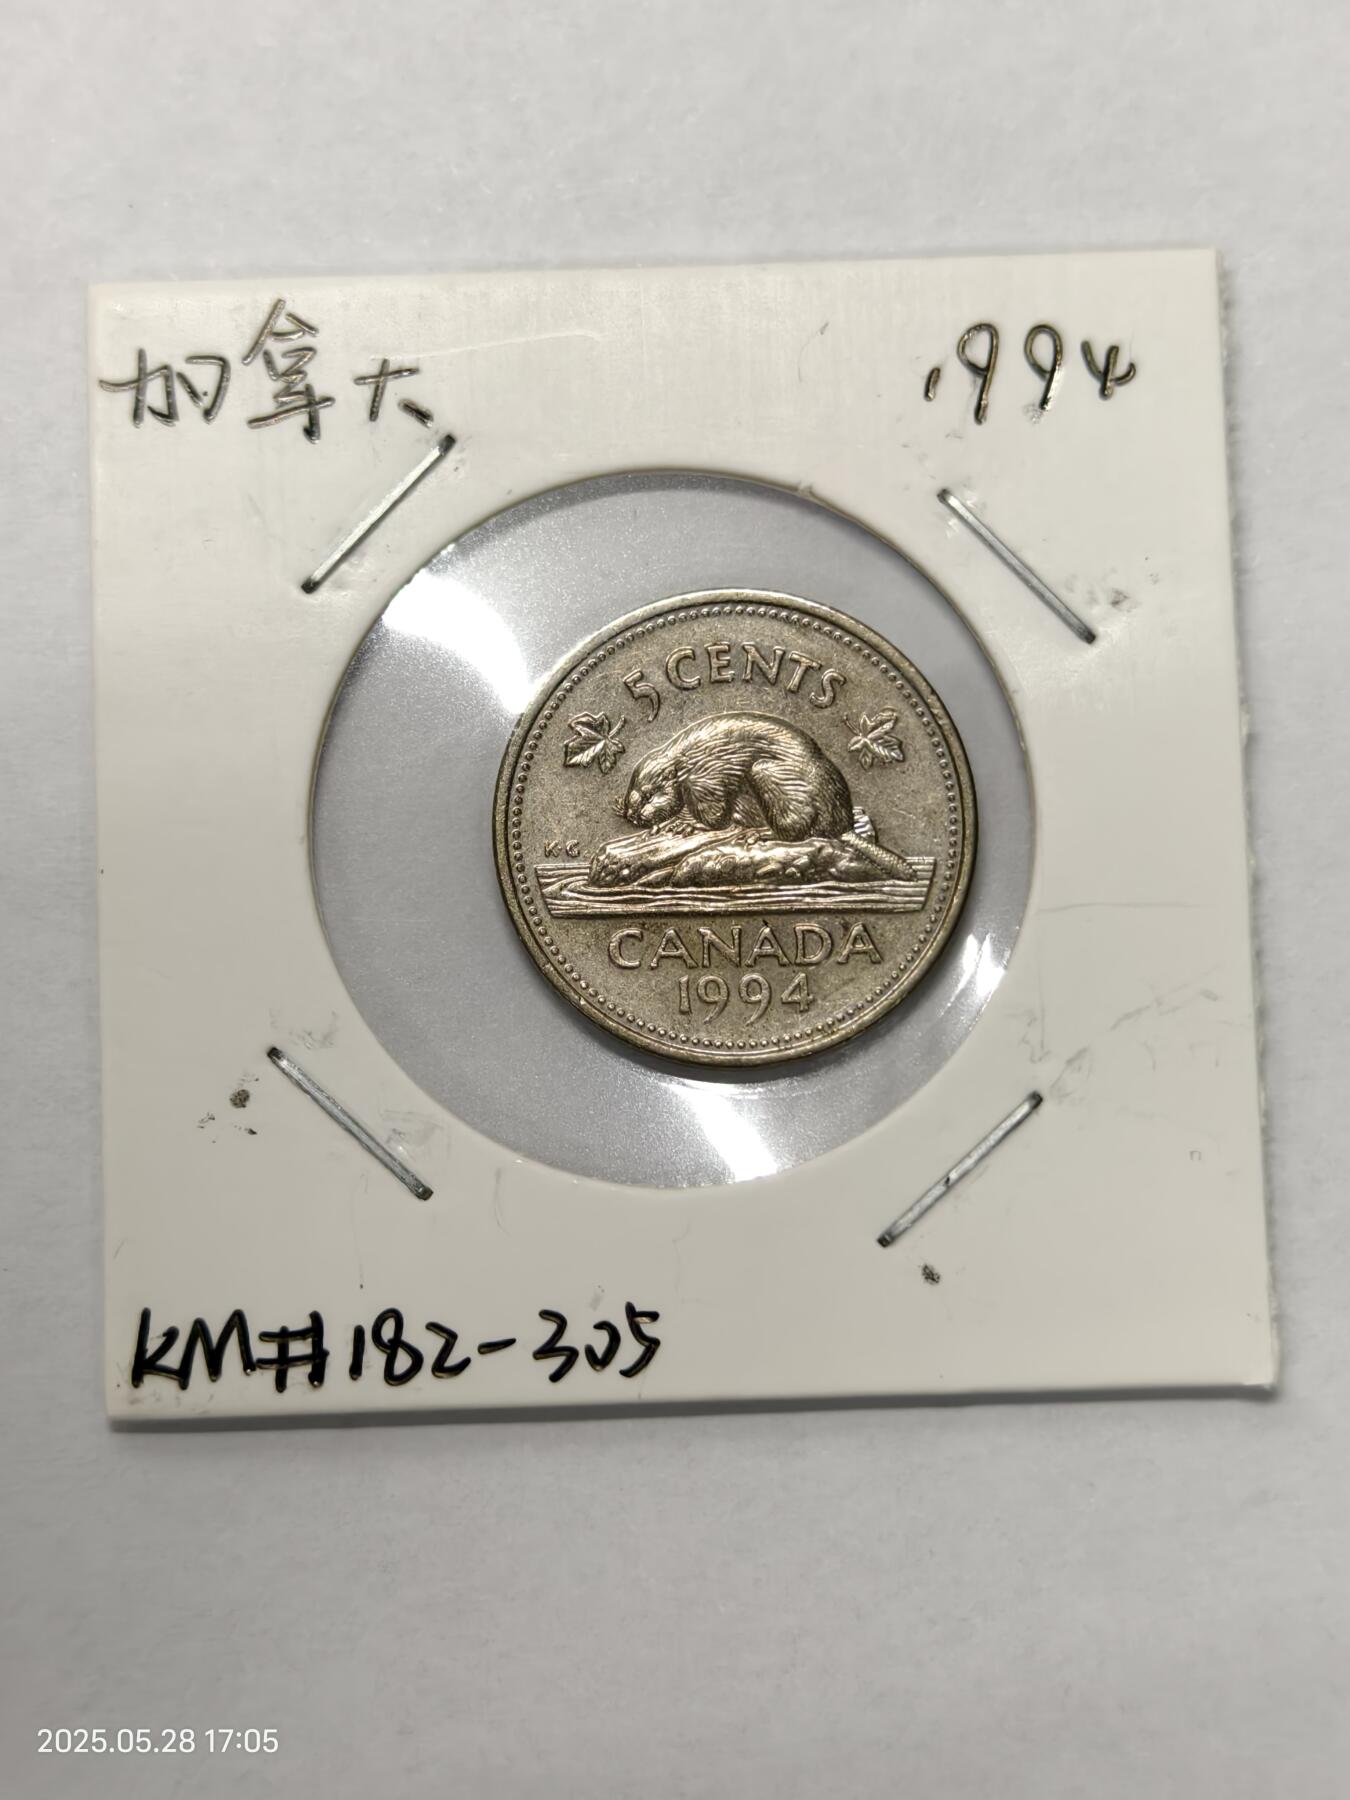 加拿大
1994
5 CENTS
KG
CANADA
1994
KM#182-305
2025.05.28 17:05